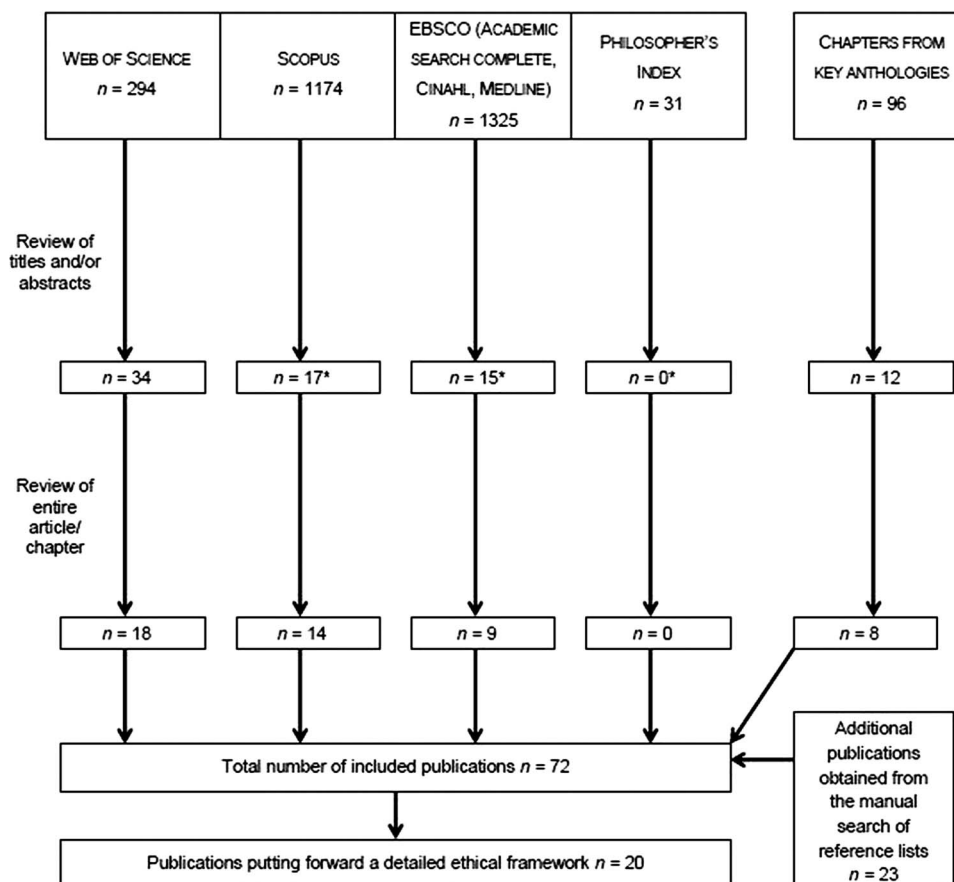 WEB OF SCIENCE
n = 294
SCOPUS
n = 1174
EBSCO (ACADEMIC
SEARCH COMPLETE,
CINAHL, MEDLINE)
n = 1325
PHILOSOPHER'S
INDEX
n = 31
CHAPTERS FROM
KEY ANTHOLOGIES
n = 96
Review of
titles and/or
abstracts
n = 34
n = 17*
n = 15*
n = 0*
n = 12
Review of
entire
article/
chapter
n = 18
n = 14
n = 9
n = 0
n = 8
Total number of included publications n = 72
Additional
publications
obtained from
the manual
search of
reference lists
n = 23
Publications putting forward a detailed ethical framework n = 20